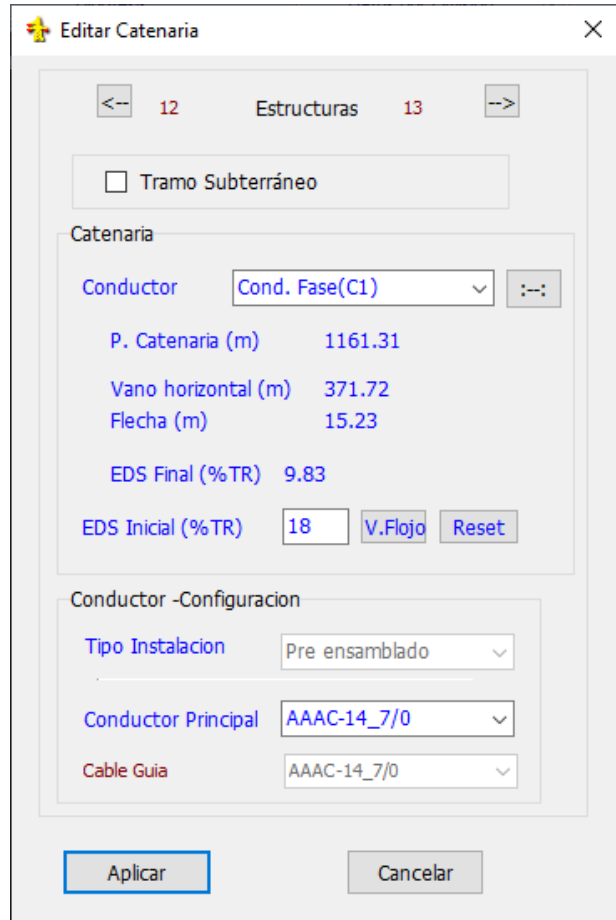 Editar Catenaria
<-- 12 Estructuras 13 -->
Tramo Subterráneo
Catenaria
Conductor Cond. Fase(C1) :--:
P. Catenaria (m) 1161.31
Vano horizontal (m) 371.72
Flecha (m) 15.23
EDS Final (%TR) 9.83
EDS Inicial (%TR) 18 V.Flojo Reset
Conductor -Configuracion
Tipo Instalacion Pre ensamblado
Conductor Principal AAAC-14_7/0
Cable Guia AAAC-14_7/0
Aplicar Cancelar